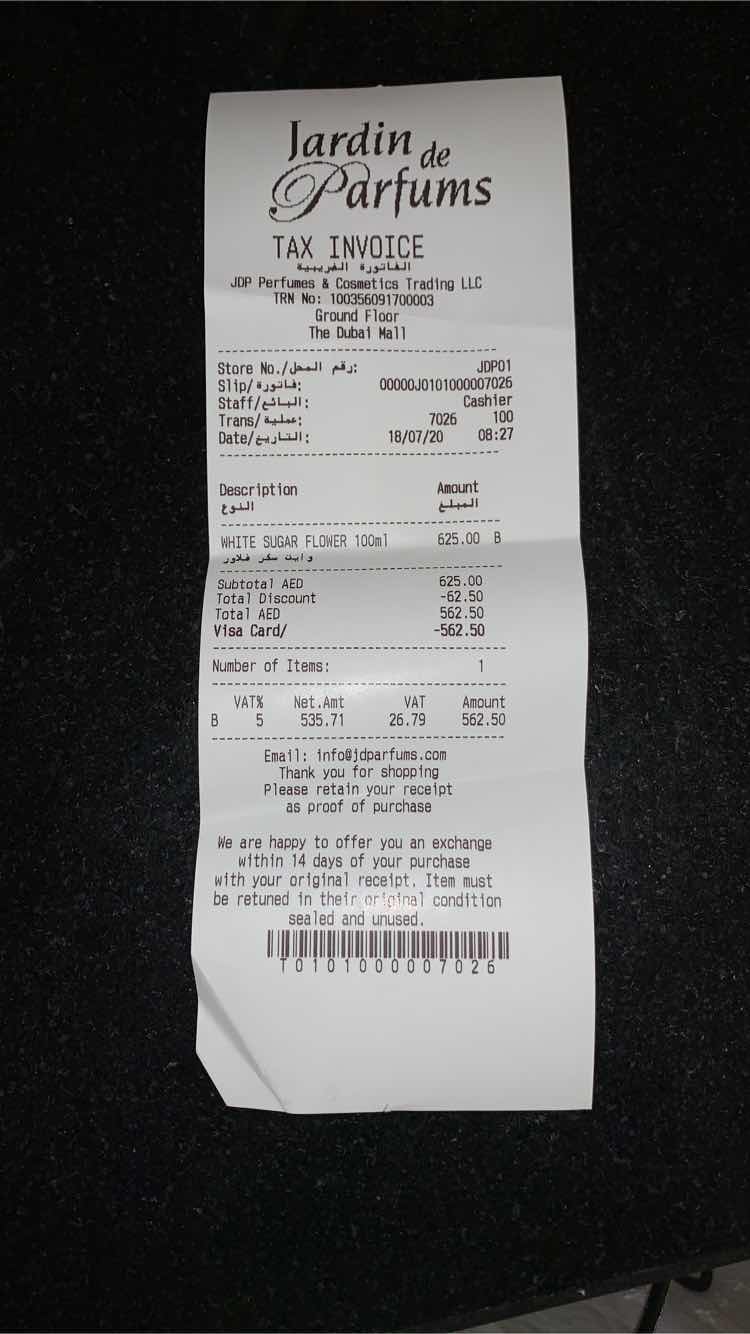 Jardin de
Parfums
TAX INVOICE
الفاتورة الضريبية
JDP Perfumes & Cosmetics Trading LLC
TRN No: 100356091700003
Ground Floor
The Dubai Mall
Store No./رقم المحل: JDP01
Slip/فاتورة: 00000J0101000007026
Staff/البائع: Cashier
Trans/عملية: 7026 100
Date/التاريخ: 18/07/20 08:27
Description Amount
النوع المبلغ
WHITE SUGAR FLOWER 100ml 625.00 B
وايت سكر فلاور
Subtotal AED 625.00
Total Discount -62.50
Total AED 562.50
Visa Card/ -562.50
Number of Items: 1
VAT% Net.Amt VAT Amount
B 5 535.71 26.79 562.50
Email: info@jdparfums.com
Thank you for shopping
Please retain your receipt
as proof of purchase
We are happy to offer you an exchange
within 14 days of your purchase
with your original receipt. Item must
be retuned in their original condition
sealed and unused.
T0101000007026